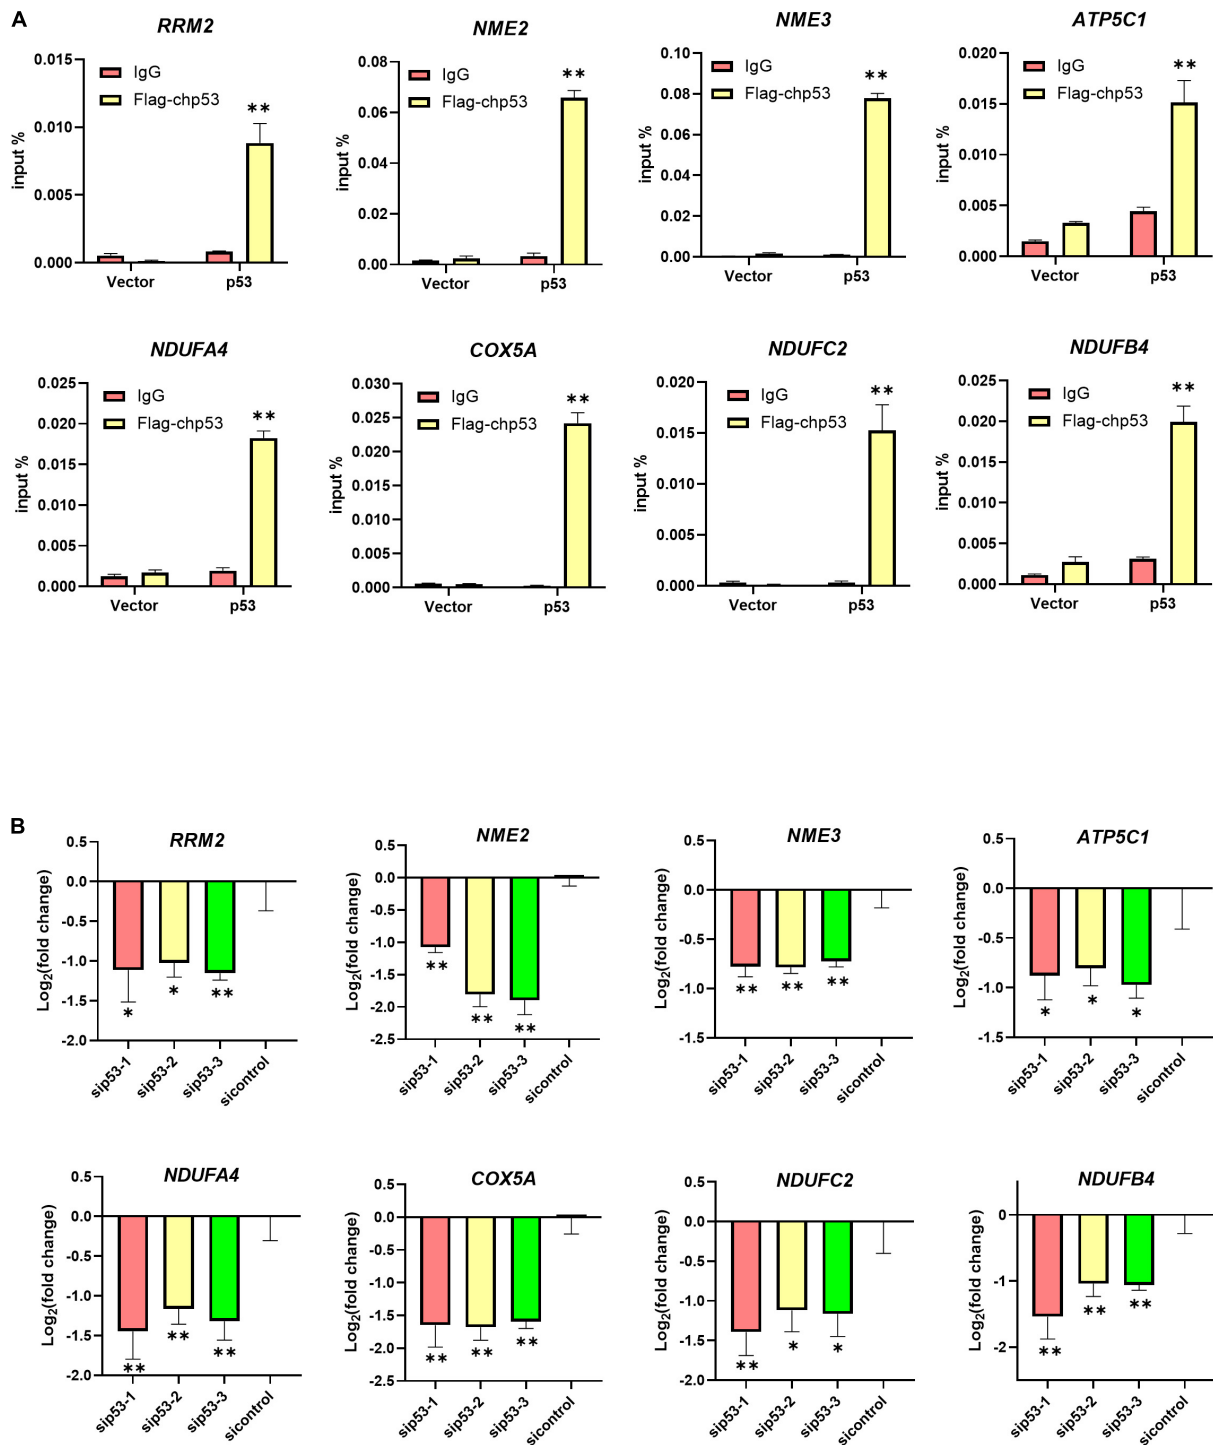 A
RRM2
IgG
Flag-chp53
**
input %
0.015
0.010
0.005
0.000
Vector p53
NME2
IgG
Flag-chp53
**
input %
0.08
0.06
0.04
0.02
0.00
Vector p53
NME3
IgG
Flag-chp53
**
input %
0.10
0.08
0.06
0.04
0.02
0.00
Vector p53
ATP5C1
IgG
Flag-chp53
**
input %
0.020
0.015
0.010
0.005
0.000
Vector p53
NDUFA4
IgG
Flag-chp53
**
input %
0.025
0.020
0.015
0.010
0.005
0.000
Vector p53
COX5A
IgG
Flag-chp53
**
input %
0.030
0.025
0.020
0.015
0.010
0.005
0.000
Vector p53
NDUFC2
IgG
Flag-chp53
**
input %
0.020
0.015
0.010
0.005
0.000
Vector p53
NDUFB4
IgG
Flag-chp53
**
input %
0.025
0.020
0.015
0.010
0.005
0.000
Vector p53
B
RRM2
Log2(fold change)
0.5
0.0
-0.5
-1.0
-1.5
-2.0
* * **
sip53-1 sip53-2 sip53-3 sicontrol
NME2
Log2(fold change)
0.5
0.0
-0.5
-1.0
-1.5
-2.0
-2.5
** ** **
sip53-1 sip53-2 sip53-3 sicontrol
NME3
Log2(fold change)
0.5
0.0
-0.5
-1.0
-1.5
** ** **
sip53-1 sip53-2 sip53-3 sicontrol
ATP5C1
Log2(fold change)
0.5
0.0
-0.5
-1.0
-1.5
* * *
sip53-1 sip53-2 sip53-3 sicontrol
NDUFA4
Log2(fold change)
0.5
0.0
-0.5
-1.0
-1.5
-2.0
** ** **
sip53-1 sip53-2 sip53-3 sicontrol
COX5A
Log2(fold change)
0.5
0.0
-0.5
-1.0
-1.5
-2.0
-2.5
** ** **
sip53-1 sip53-2 sip53-3 sicontrol
NDUFC2
Log2(fold change)
0.5
0.0
-0.5
-1.0
-1.5
-2.0
** * *
sip53-1 sip53-2 sip53-3 sicontrol
NDUFB4
Log2(fold change)
0
-1
-2
** ** **
sip53-1 sip53-2 sip53-3 sicontrol